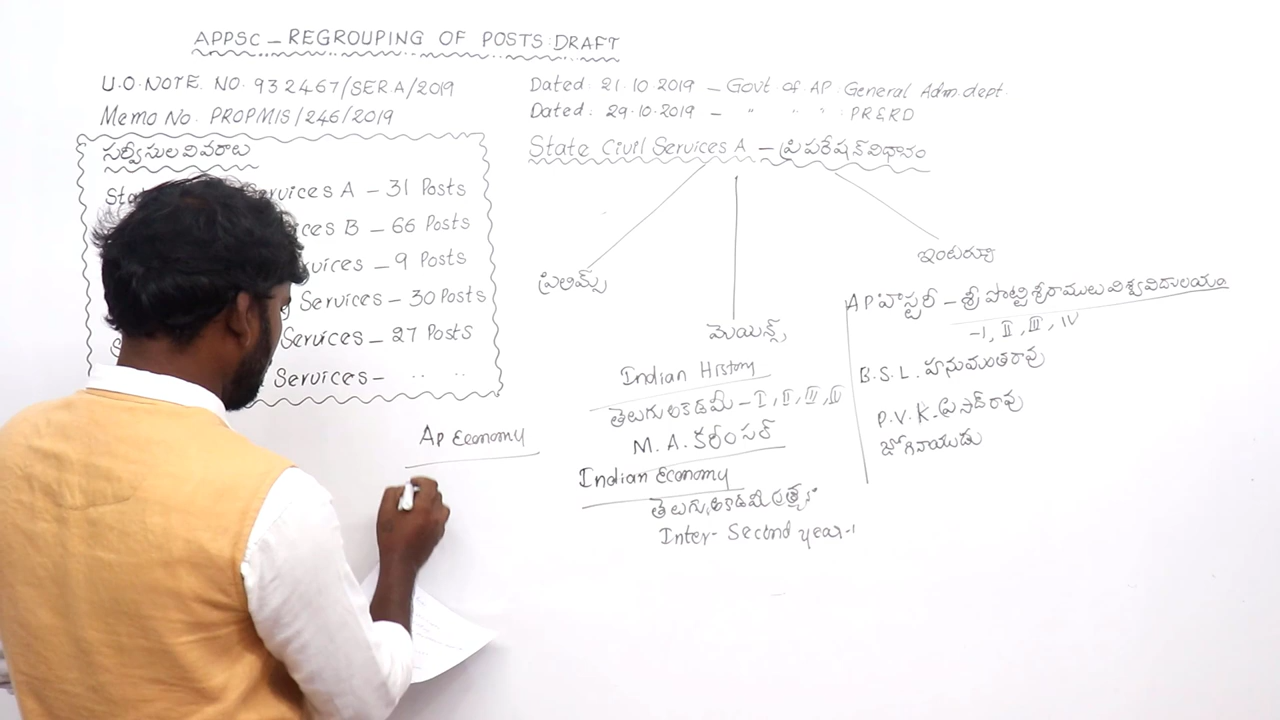 APPSC – REGROUPING OF POSTS: DRAFT
U.O.NOTE. NO. 932467/SER.A/2019
Memo No. PROPMIS/246/2019
Dated: 21.10.2019 – Govt of AP. General Adm.dept.
Dated: 29.10.2019 – " " " : PR&RD
సర్వీసుల వివరాలు
Services A – 31 Posts
B – 66 Posts
– 9 Posts
Services – 30 Posts
Services – 27 Posts
Services – .. ..
State Civil Services A – ప్రిపరేషన్ విధానం
ప్రిలిమ్స్
మెయిన్స్
ఇంటర్వ్యూ
Indian History
తెలుగు అకాడమీ – I, II, III, IV
M. A. కరీం సర్
Indian Economy
తెలుగు అకాడమీ
Inter- Second year-1
AP హిస్టరీ – శ్రీ పొట్టి శ్రీరాములు విశ్వవిద్యాలయం
-I, II, III, IV
B.S.L. హనుమంతరావు
P.V.K. ప్రసాద్ రావు
జోగినాయుడు
AP Economy